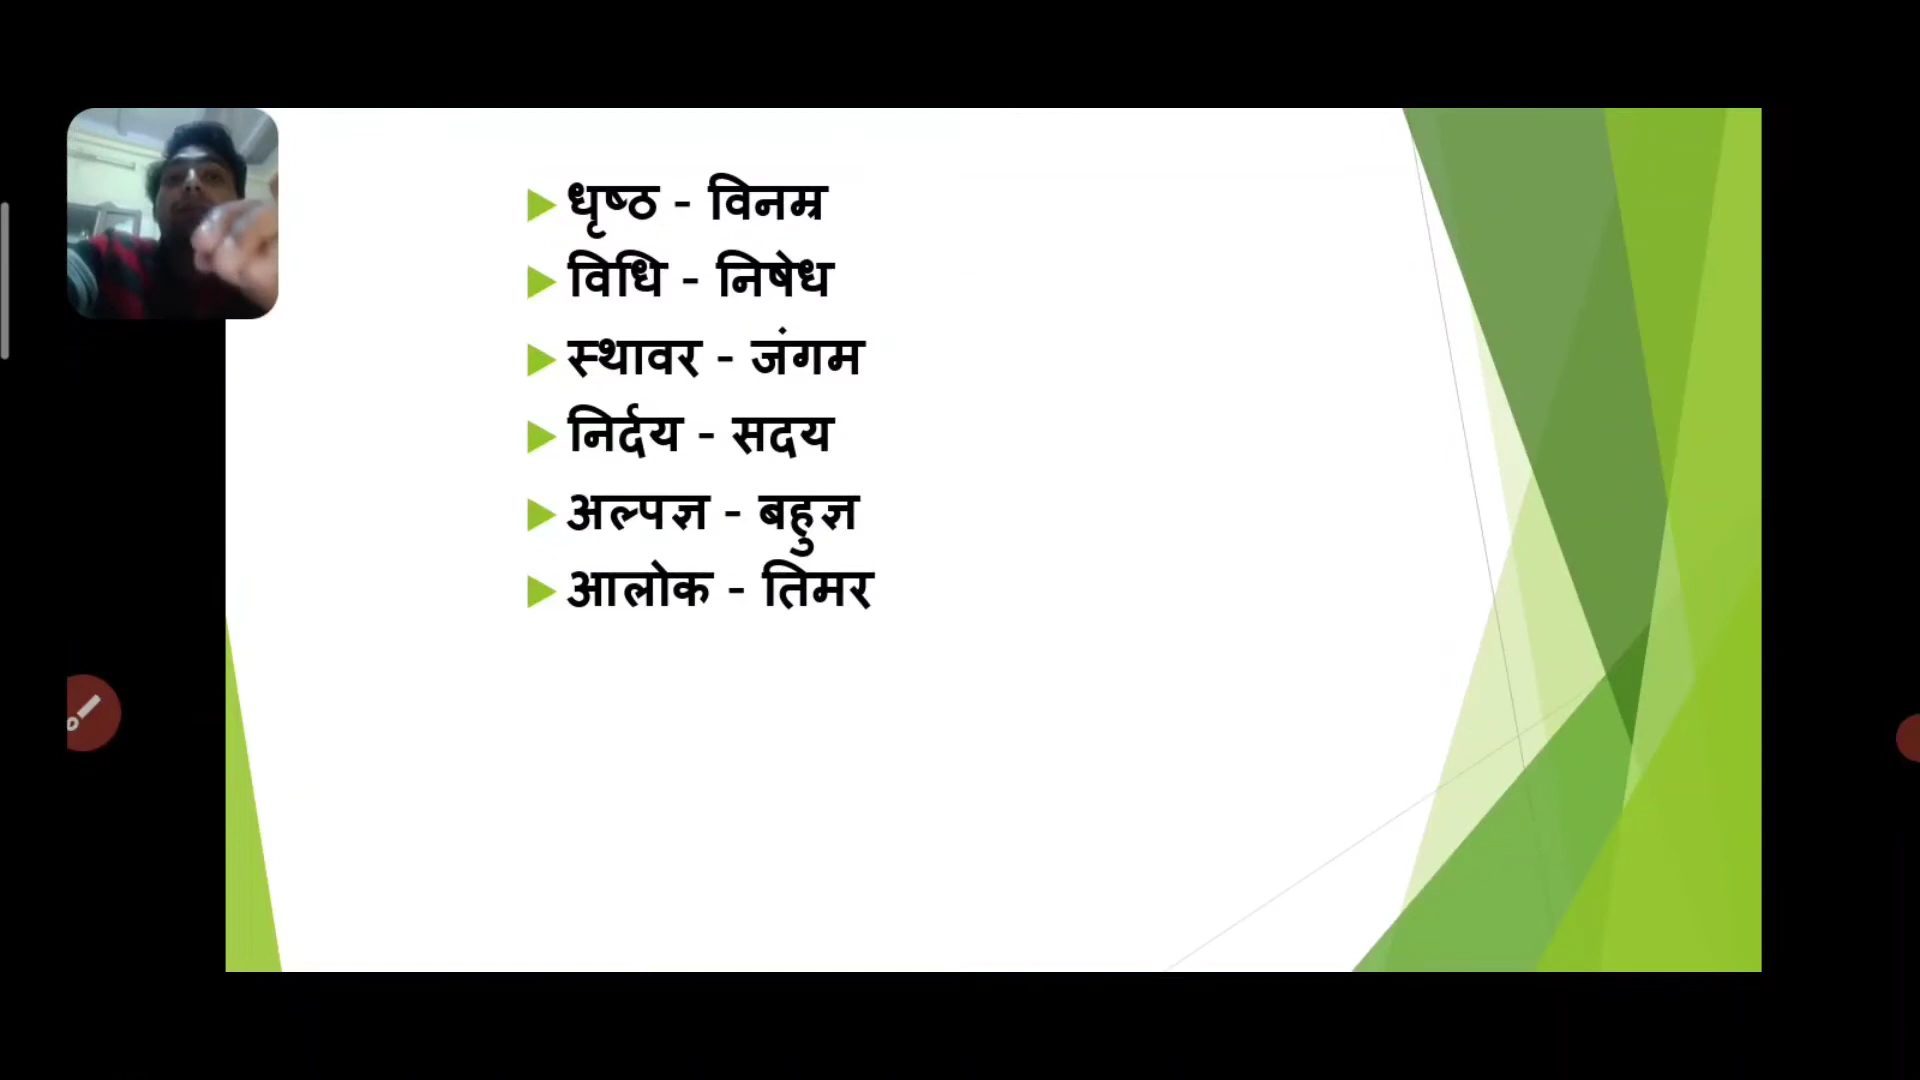 धृष्ठ - विनम्र
विधि - निषेध
स्थावर - जंगम
निर्दय - सदय
अल्पज्ञ - बहुज्ञ
आलोक - तिमर